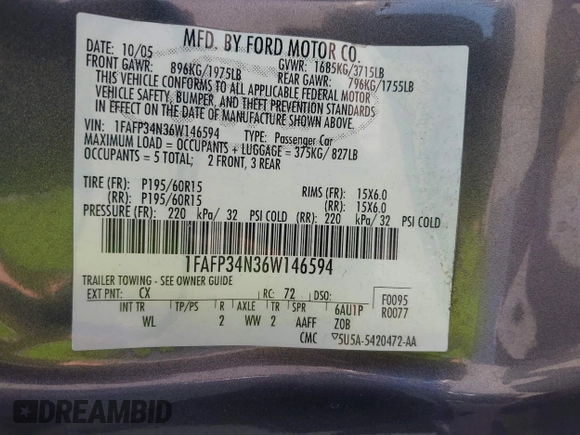 MFD. BY FORD MOTOR CO.
DATE: 10/05 GVWR: 1685KG/3715LB
FRONT GAWR: 896KG/1975LB REAR GAWR: 796KG/1755LB
THIS VEHICLE CONFORMS TO ALL APPLICABLE FEDERAL MOTOR
VEHICLE SAFETY, BUMPER, AND THEFT PREVENTION STANDARDS
IN EFFECT ON THE DATE OF MANUFACTURE SHOWN ABOVE.
VIN: 1FAFP34N36W146594 TYPE: Passenger Car
MAXIMUM LOAD = OCCUPANTS + LUGGAGE = 375KG/ 827LB
OCCUPANTS = 5 TOTAL; 2 FRONT, 3 REAR
TIRE (FR): P195/60R15 RIMS (FR): 15X6.0
(RR): P195/60R15 (RR): 15X6.0
PRESSURE (FR): 220 kPa/ 32 PSI COLD (RR): 220 kPa/ 32 PSI COLD
1FAFP34N36W146594
TRAILER TOWING - SEE OWNER GUIDE
EXT PNT: CX RC: 72 DSO: F0095
INT TR TP/PS R AXLE TR SPR 6AU1P R0077
WL 2 WW 2 AAFF ZOB
CMC ▽5U5A-5420472-AA
DREAMBID